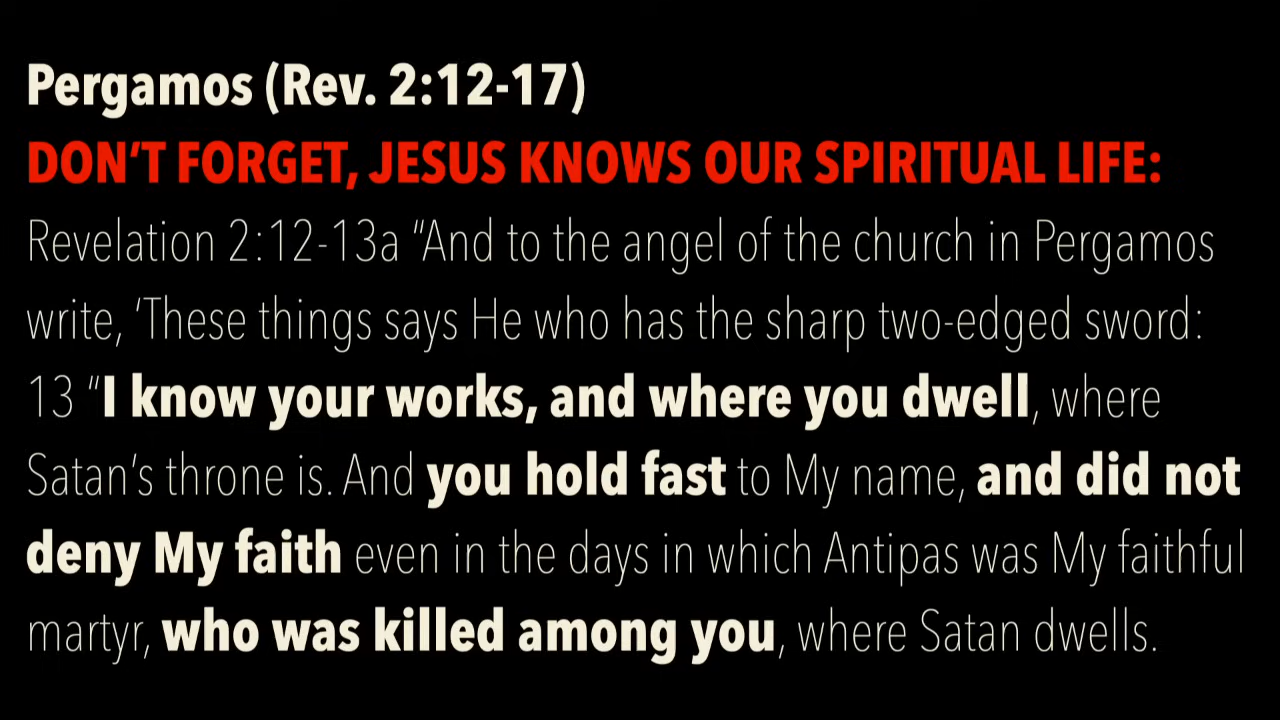 Pergamos (Rev. 2:12-17)
DON’T FORGET, JESUS KNOWS OUR SPIRITUAL LIFE:
Revelation 2:12-13a “And to the angel of the church in Pergamos
write, ‘These things says He who has the sharp two-edged sword:
13 “I know your works, and where you dwell, where
Satan’s throne is. And you hold fast to My name, and did not
deny My faith even in the days in which Antipas was My faithful
martyr, who was killed among you, where Satan dwells.